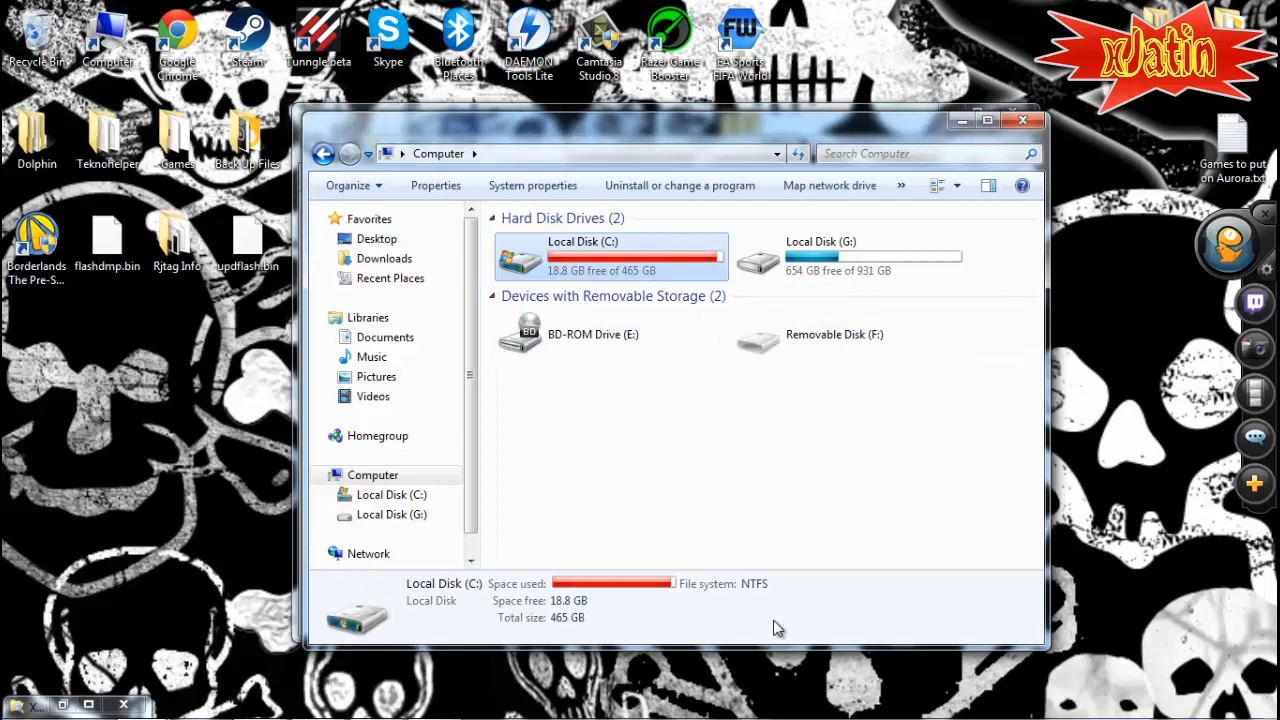 Recycle Bin
Computer
Google
Chrome
Steam
Tunngle beta
Skype
Bluetooth
Places
DAEMON
Tools Lite
Camtasia
Studio 8
Razer Game
Booster
FW
EA Sports
FIFA World
xJatin
Dolphin
Teknohelper
Games
Back Up Files
Games to put
on Aurora.txt
Borderlands
The Pre-S...
flashdmp.bin
Rjtag Info
updflash.bin
Computer
Search Computer
Organize
Properties
System properties
Uninstall or change a program
Map network drive
»
Favorites
Desktop
Downloads
Recent Places
Libraries
Documents
Music
Pictures
Videos
Homegroup
Computer
Local Disk (C:)
Local Disk (G:)
Network
Hard Disk Drives (2)
Local Disk (C:)
18.8 GB free of 465 GB
Local Disk (G:)
654 GB free of 931 GB
Devices with Removable Storage (2)
BD
BD-ROM Drive (E:)
Removable Disk (F:)
Local Disk (C:) Space used: File system: NTFS
Local Disk Space free: 18.8 GB
Total size: 465 GB
X...